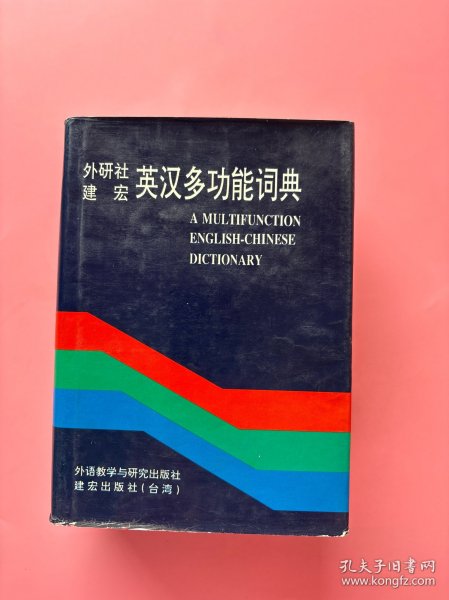 外研社
建宏
英汉多功能词典
A MULTIFUNCTION
ENGLISH-CHINESE
DICTIONARY
外语教学与研究出版社
建宏出版社(台湾)
孔夫子旧书网
www.kongfz.com